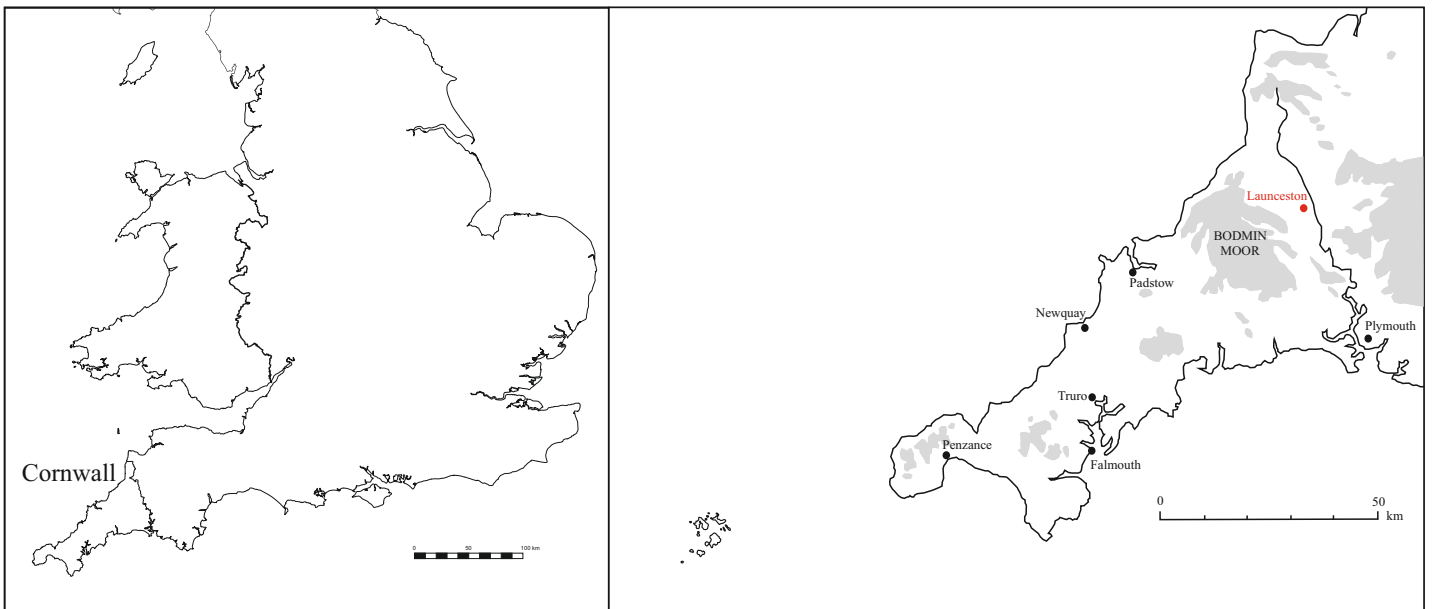 Cornwall
0
50
100 km
Launceston
BODMIN
MOOR
Padstow
Newquay
Plymouth
Truro
Penzance
Falmouth
0
50
km